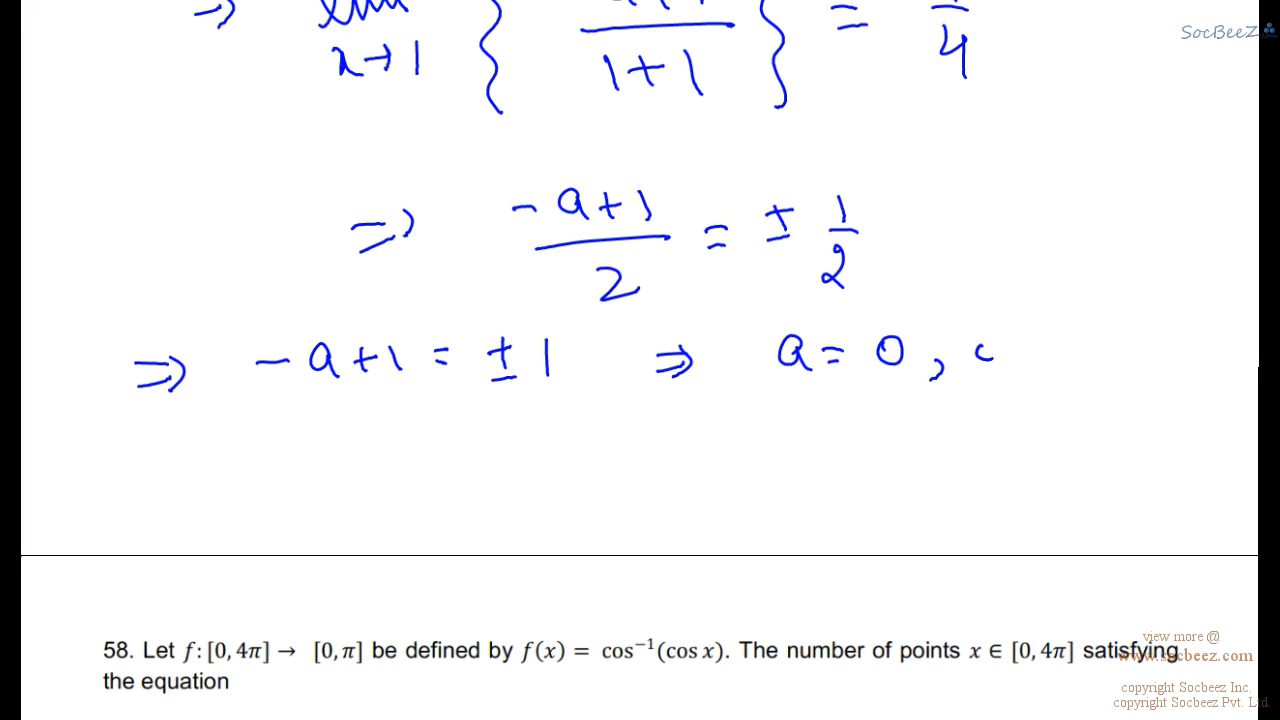 SocBeeZ
⇒ lim x→1 { 1+1 } = 4
⇒ (-a+1)/2 = ± 1/2
⇒ -a+1 = ±1 ⇒ a = 0,
58. Let f: [0, 4π] → [0, π] be defined by f(x) = cos⁻¹(cos x). The number of points x ∈ [0, 4π] satisfying
the equation
view more @
www.socbeez.com
copyright Socbeez Inc.
copyright Socbeez Pvt. Ltd.